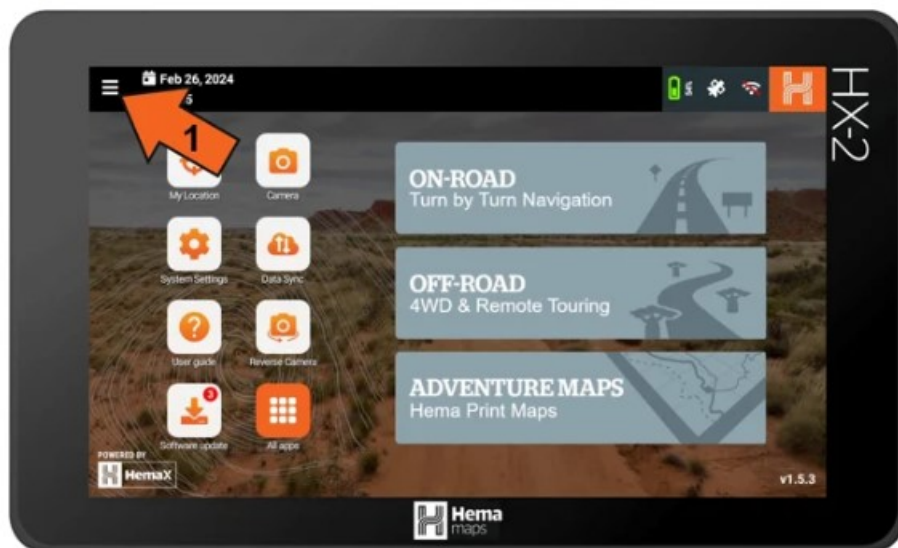 Feb 26, 2024
5
1
My Location
Camera
System Settings
Data Sync
User guide
Reverse Camera
3
Software update
All apps
POWERED BY
HemaX
ON-ROAD
Turn by Turn Navigation
OFF-ROAD
4WD & Remote Touring
ADVENTURE MAPS
Hema Print Maps
v1.5.3
HX-2
Hema
maps